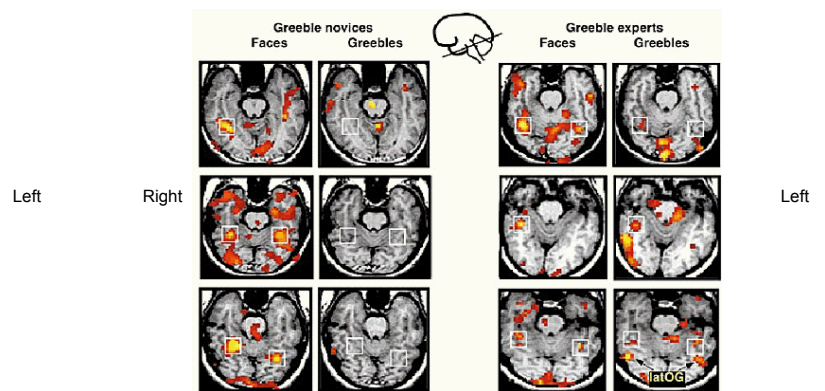 Greeble novices
Faces Greebles
Greeble experts
Faces Greebles
Left
Right
Left
latOG